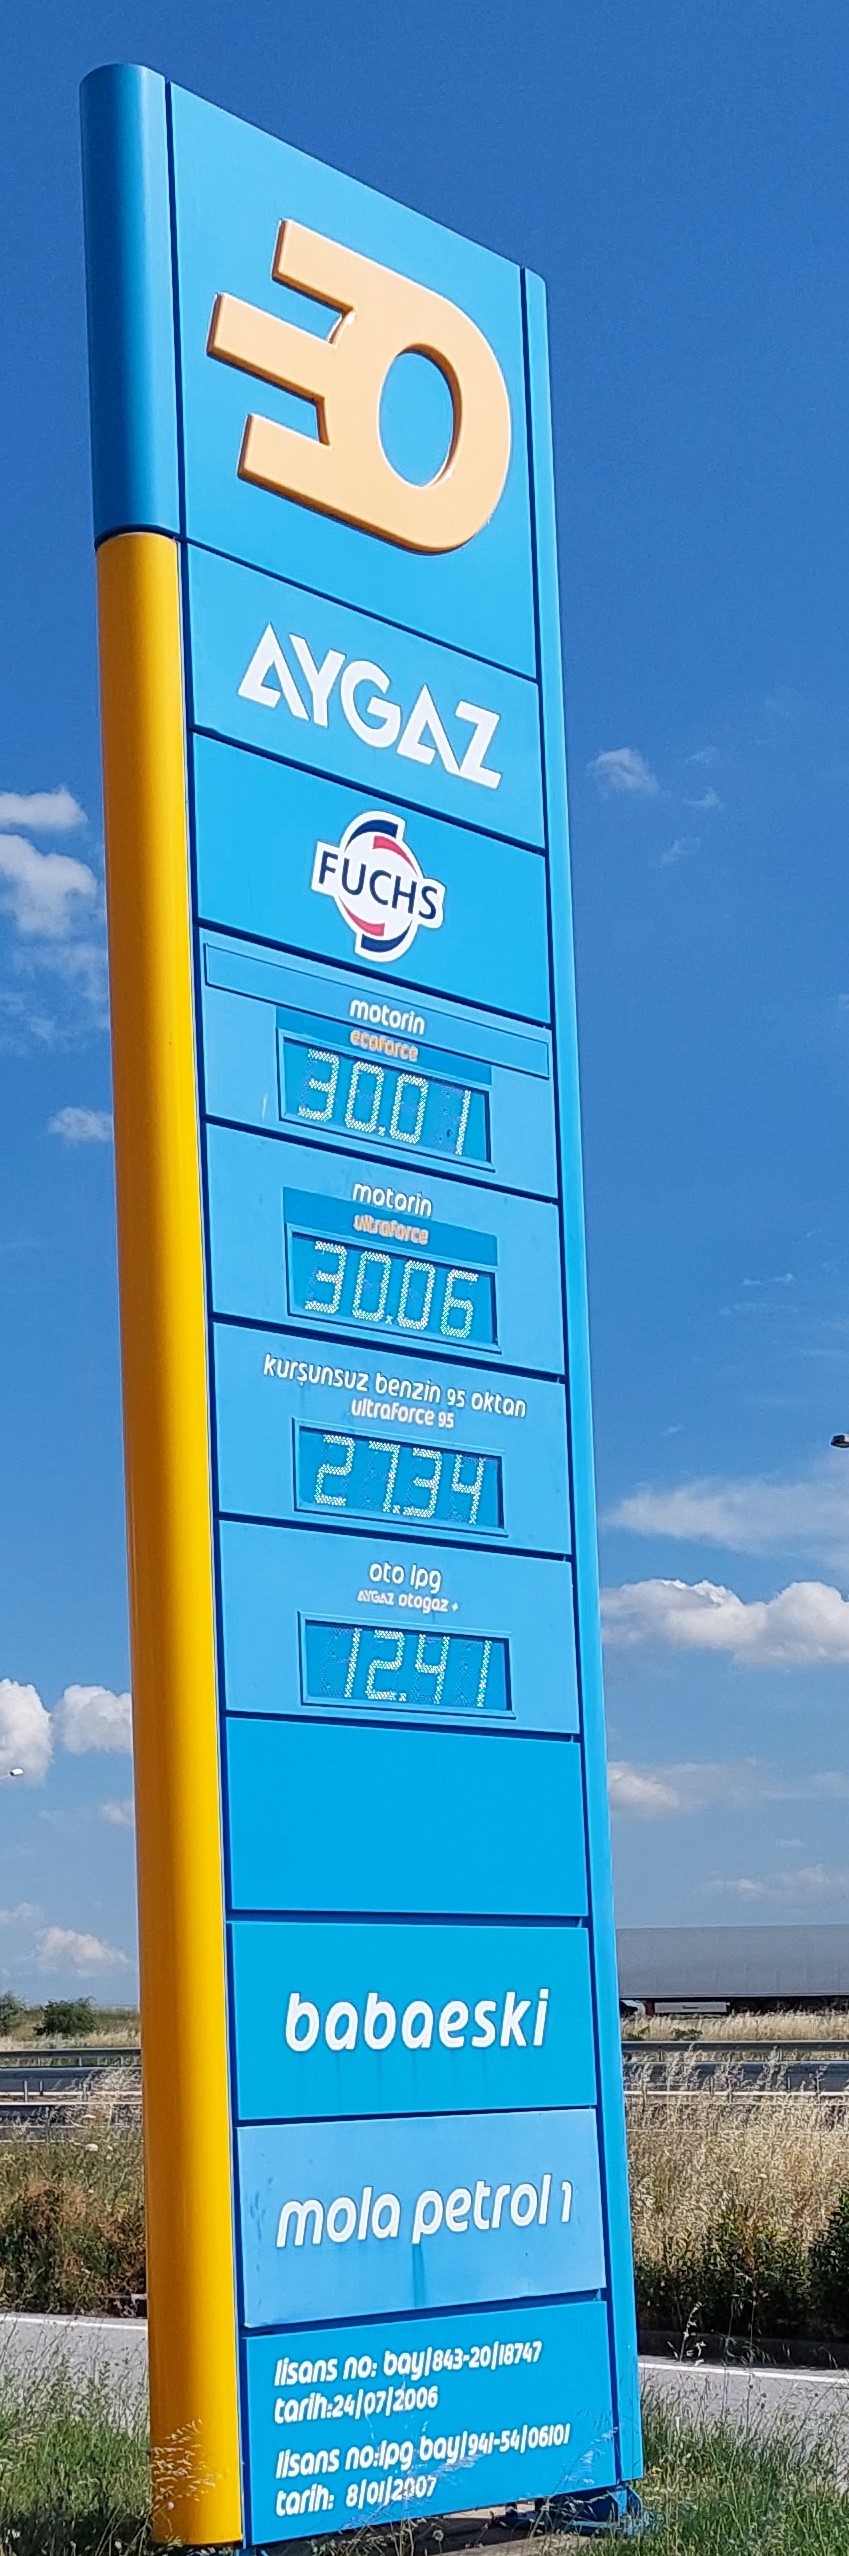 AYGAZ
FUCHS
motorin
ecoforce
30.01
motorin
ultraforce
30.06
kurşunsuz benzin 95 oktan
ultraforce 95
27.34
oto lpg
AYGAZ otogaz +
12.41
babaeski
mola petrol 1
lisans no: bay/843-20/18747
tarih:24/07/2006
lisans no:lpg bay/941-54/06101
tarih: 8/01/2007